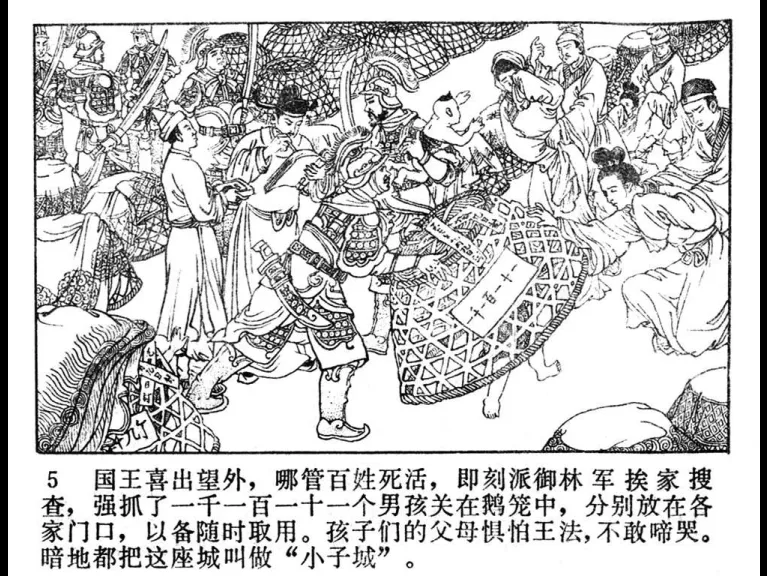 千百一十一
5 国王喜出望外，哪管百姓死活，即刻派御林军挨家搜
查，强抓了一千一百一十一个男孩关在鹅笼中，分别放在各
家门口，以备随时取用。孩子们的父母惧怕王法，不敢啼哭。
暗地都把这座城叫做“小子城”。